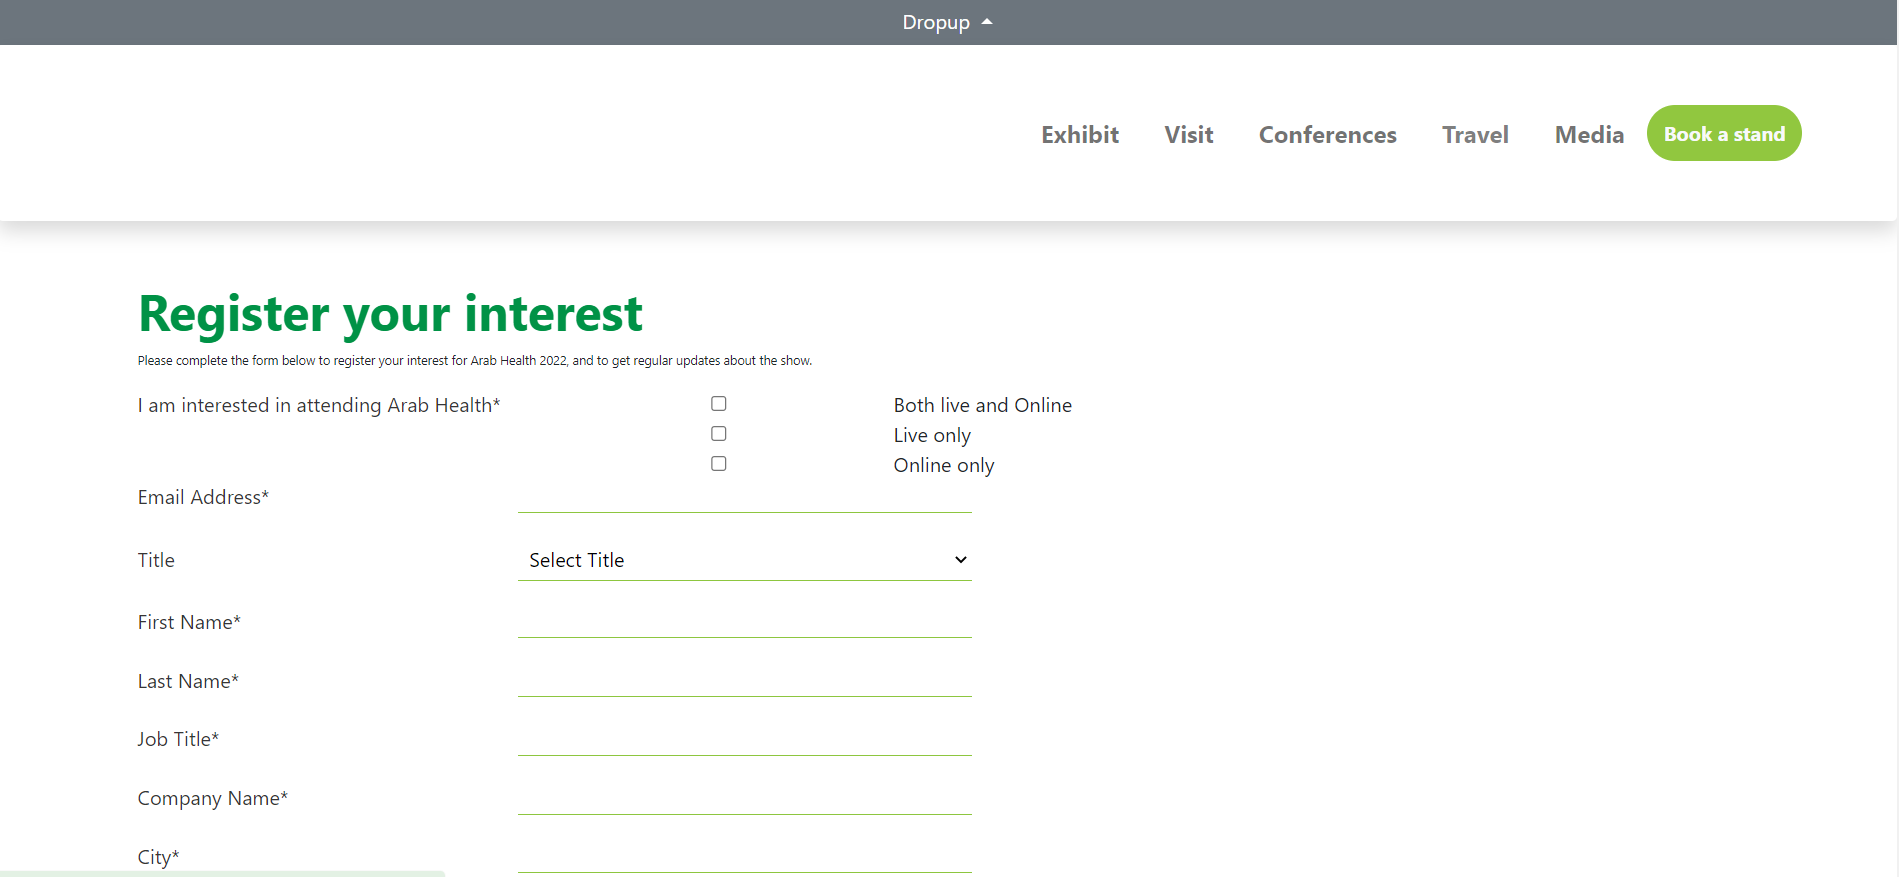 Dropup
Exhibit Visit Conferences Travel Media Book a stand
Register your interest
Please complete the form below to register your interest for Arab Health 2022, and to get regular updates about the show.
I am interested in attending Arab Health* Both live and Online
Live only
Online only
Email Address*
Title Select Title
First Name*
Last Name*
Job Title*
Company Name*
City*